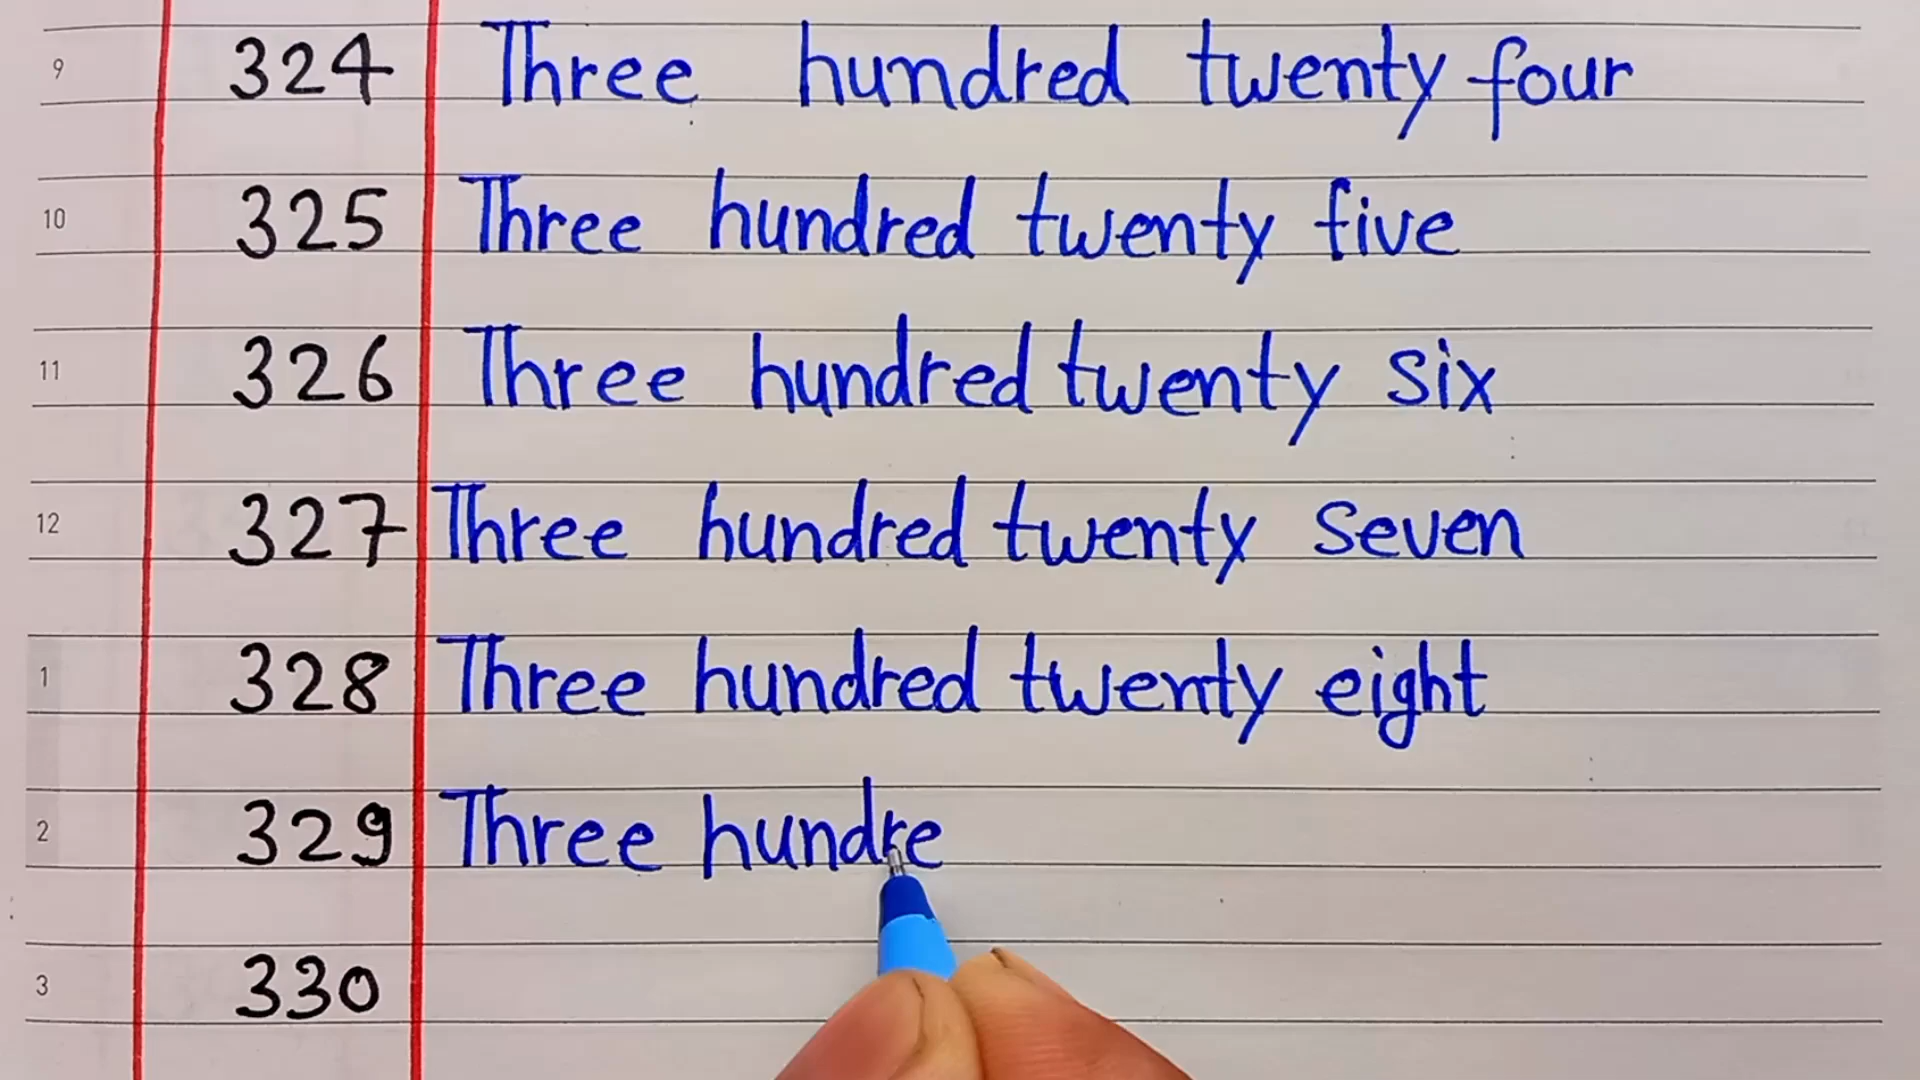 9 324 Three hundred twenty four
10 325 Three hundred twenty five
11 326 Three hundred twenty six
12 327 Three hundred twenty seven
1 328 Three hundred twenty eight
2 329 Three hundre
3 330